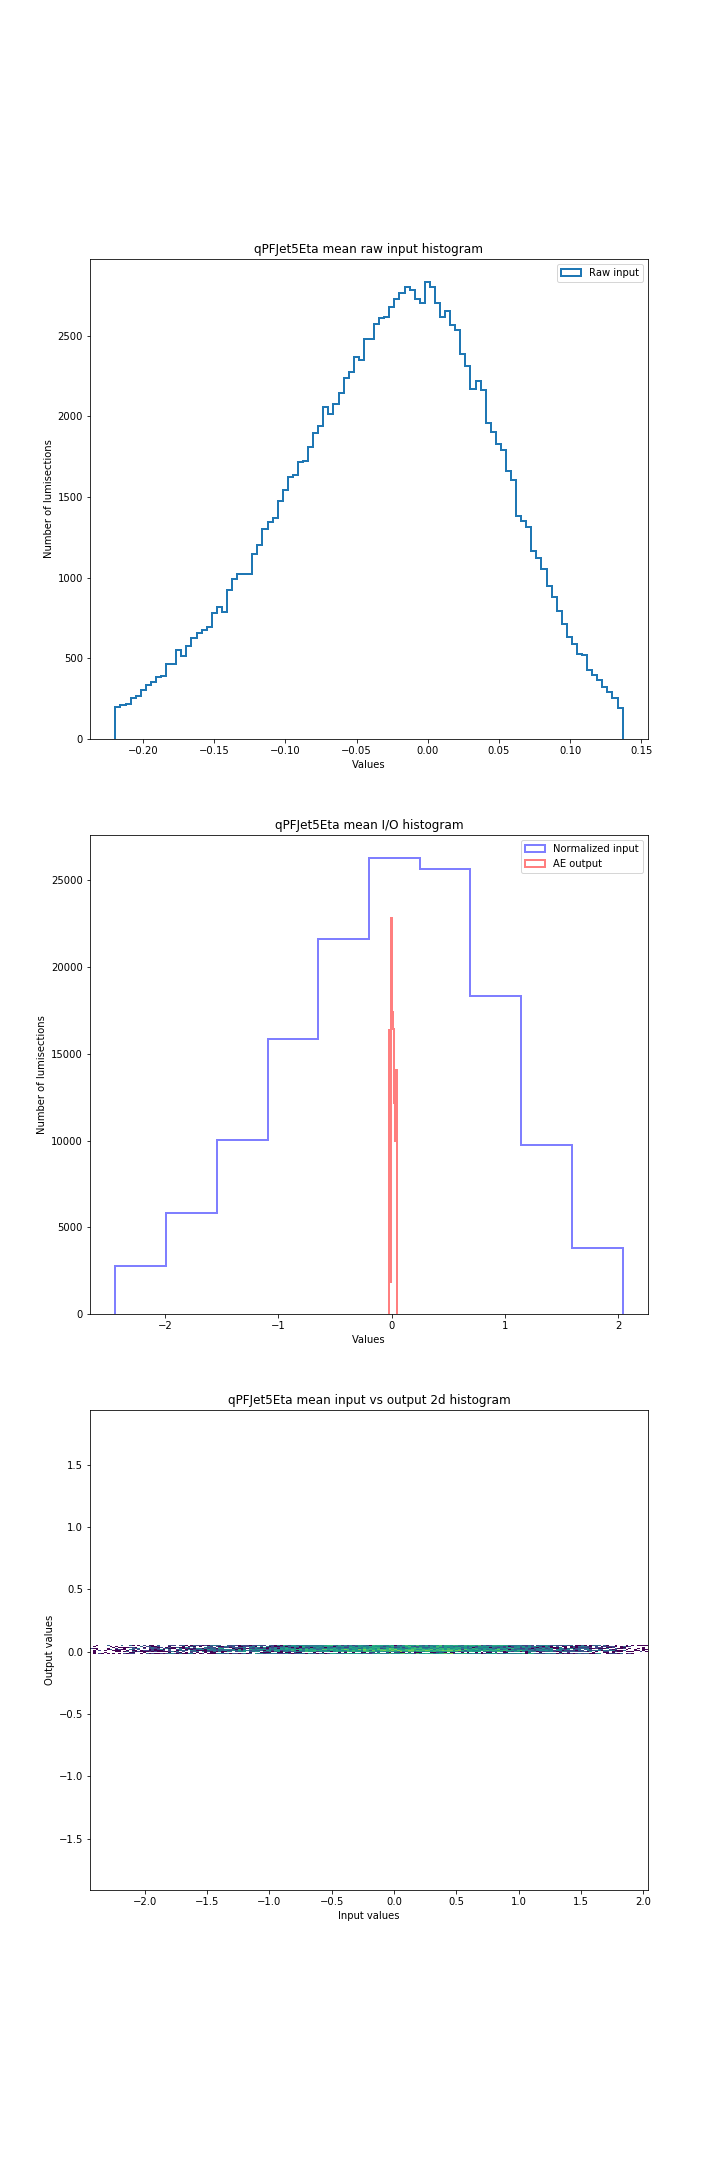 qPFJet5Eta mean raw input histogram
Raw input
2500
2000
1500
1000
500
0
Number of lumisections
−0.20 −0.15 −0.10 −0.05 0.00 0.05 0.10 0.15
Values
qPFJet5Eta mean I/O histogram
Normalized input
AE output
25000
20000
15000
10000
5000
0
Number of lumisections
−2 −1 0 1 2
Values
qPFJet5Eta mean input vs output 2d histogram
1.5
1.0
0.5
0.0
−0.5
−1.0
−1.5
Output values
−2.0 −1.5 −1.0 −0.5 0.0 0.5 1.0 1.5 2.0
Input values